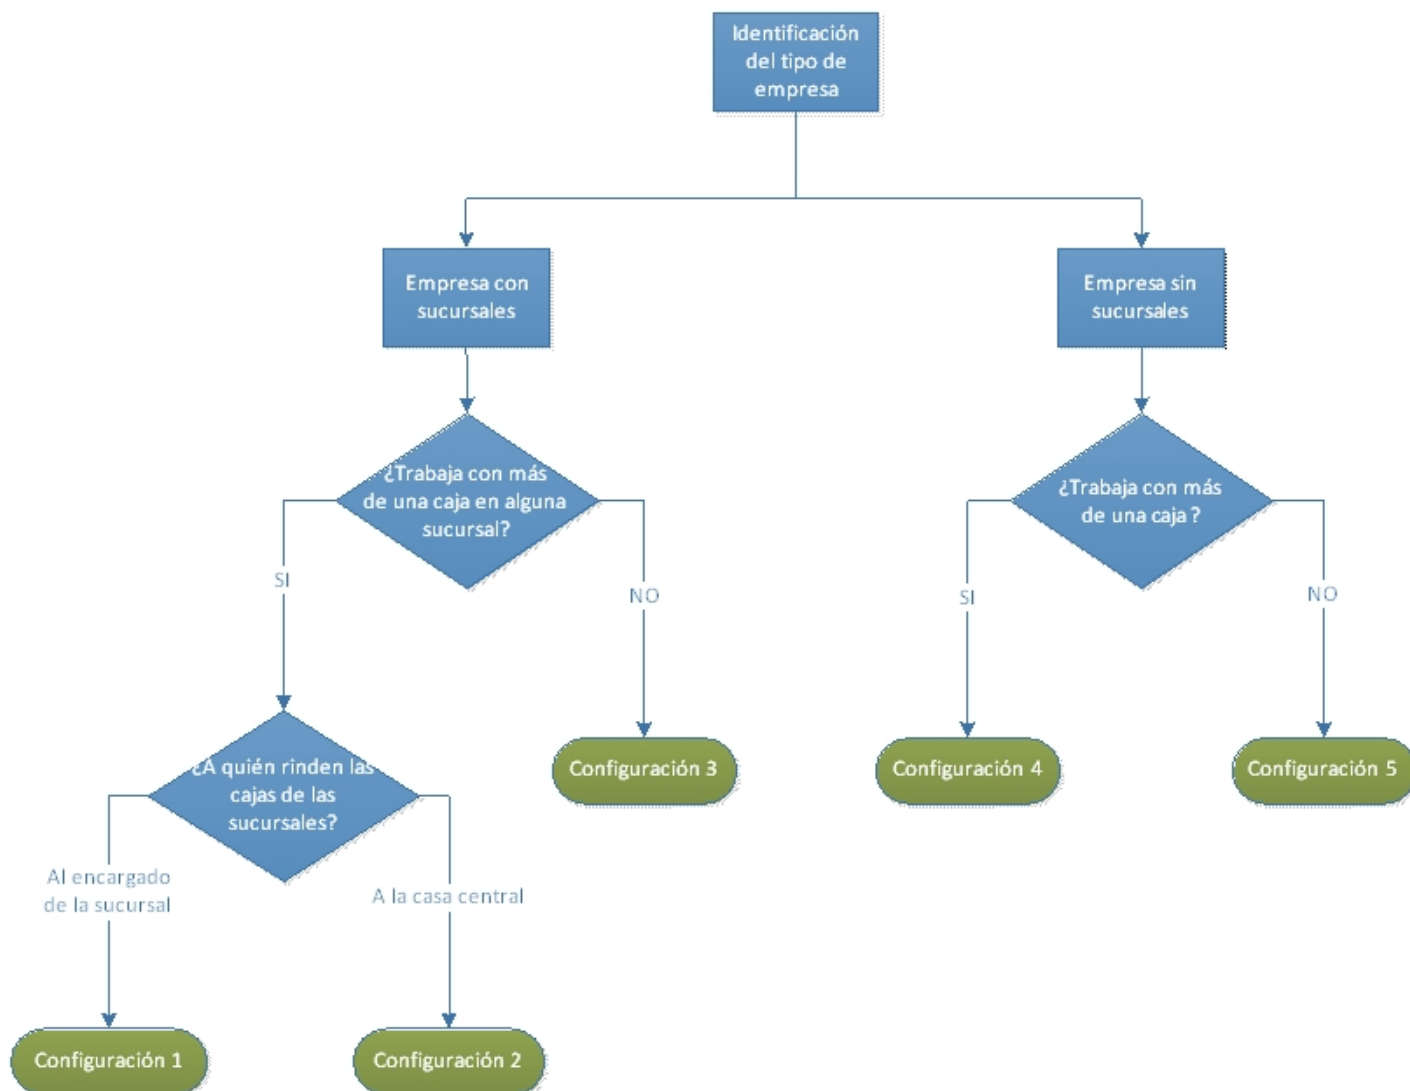 Identificación
del tipo de
empresa
Empresa con
sucursales
Empresa sin
sucursales
¿Trabaja con más
de una caja en alguna
sucursal?
¿Trabaja con más
de una caja ?
SI
NO
SI
NO
¿A quién rinden las
cajas de las
sucursales?
Configuración 3
Configuración 4
Configuración 5
Al encargado
de la sucursal
A la casa central
Configuración 1
Configuración 2